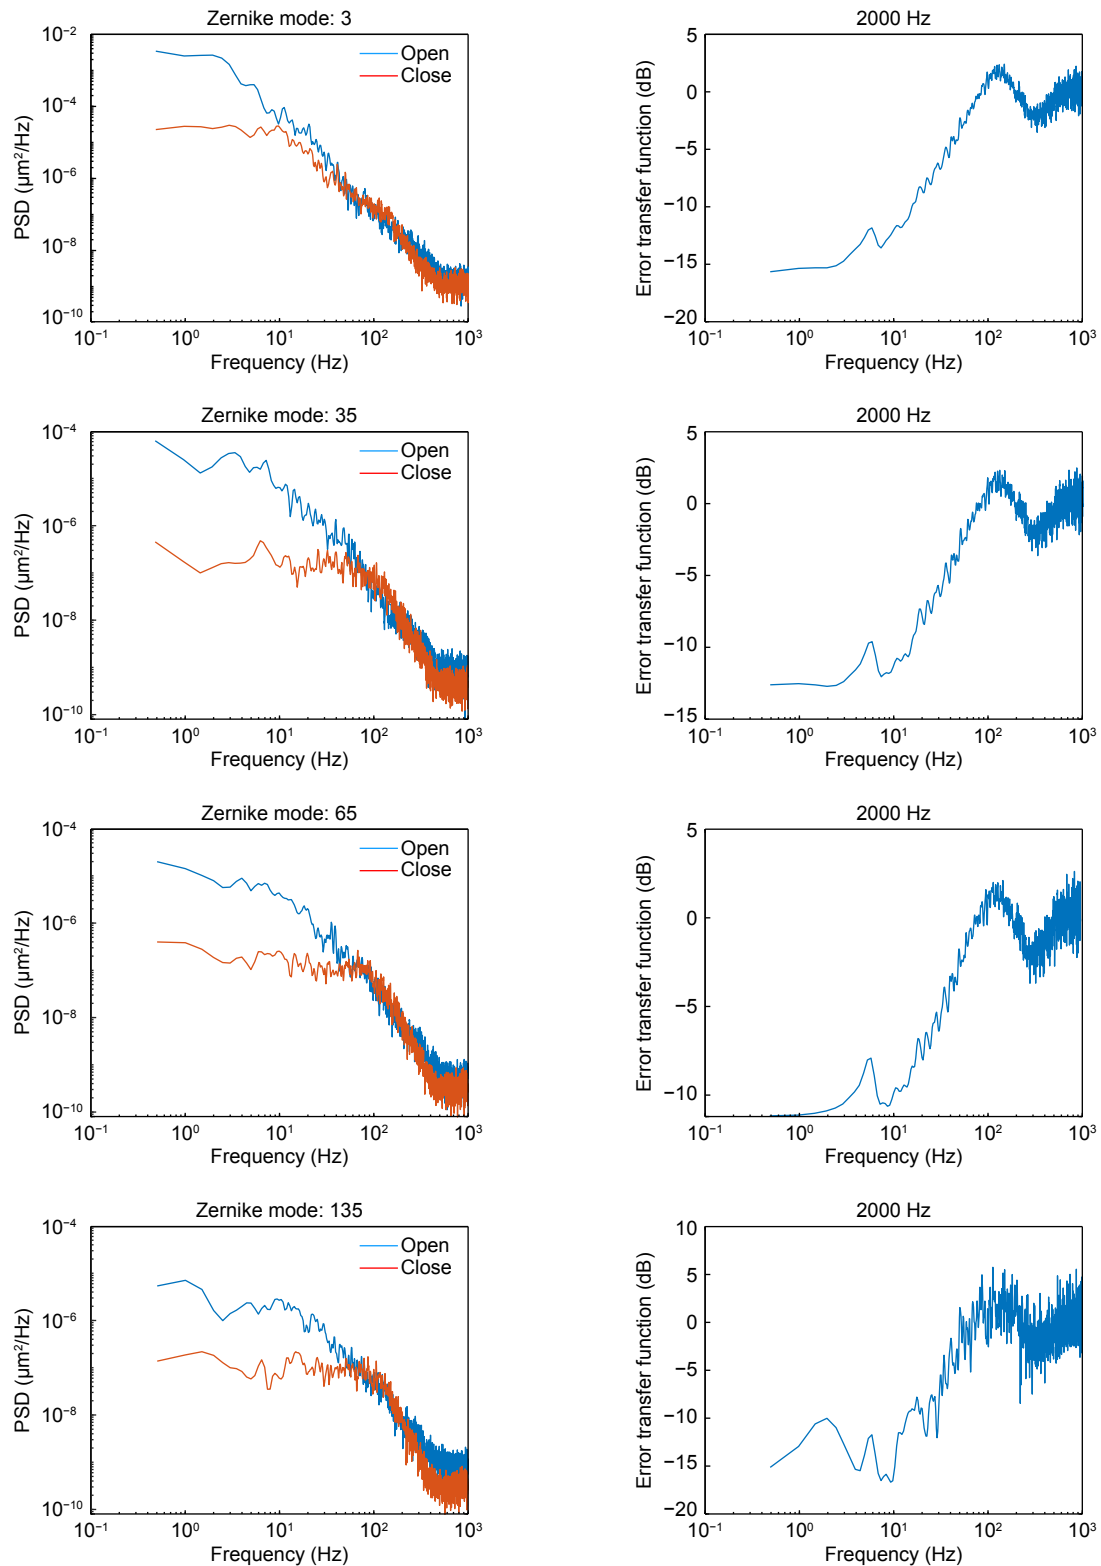 Zernike mode: 3
10⁻²
10⁻⁴
10⁻⁶
10⁻⁸
10⁻¹⁰
PSD (μm²/Hz)
Open
Close
10⁻¹ 10⁰ 10¹ 10² 10³
Frequency (Hz)
2000 Hz
5
0
−5
−10
−15
−20
Error transfer function (dB)
10⁻¹ 10⁰ 10¹ 10² 10³
Frequency (Hz)
Zernike mode: 35
10⁻⁴
10⁻⁶
10⁻⁸
10⁻¹⁰
PSD (μm²/Hz)
Open
Close
10⁻¹ 10⁰ 10¹ 10² 10³
Frequency (Hz)
2000 Hz
5
0
−5
−10
−15
Error transfer function (dB)
10⁻¹ 10⁰ 10¹ 10² 10³
Frequency (Hz)
Zernike mode: 65
10⁻⁴
10⁻⁶
10⁻⁸
10⁻¹⁰
PSD (μm²/Hz)
Open
Close
10⁻¹ 10⁰ 10¹ 10² 10³
Frequency (Hz)
2000 Hz
5
0
−5
−10
Error transfer function (dB)
10⁻¹ 10⁰ 10¹ 10² 10³
Frequency (Hz)
Zernike mode: 135
10⁻⁴
10⁻⁶
10⁻⁸
10⁻¹⁰
PSD (μm²/Hz)
Open
Close
10⁻¹ 10⁰ 10¹ 10² 10³
Frequency (Hz)
2000 Hz
10
5
0
−5
−10
−15
−20
Error transfer function (dB)
10⁻¹ 10⁰ 10¹ 10² 10³
Frequency (Hz)